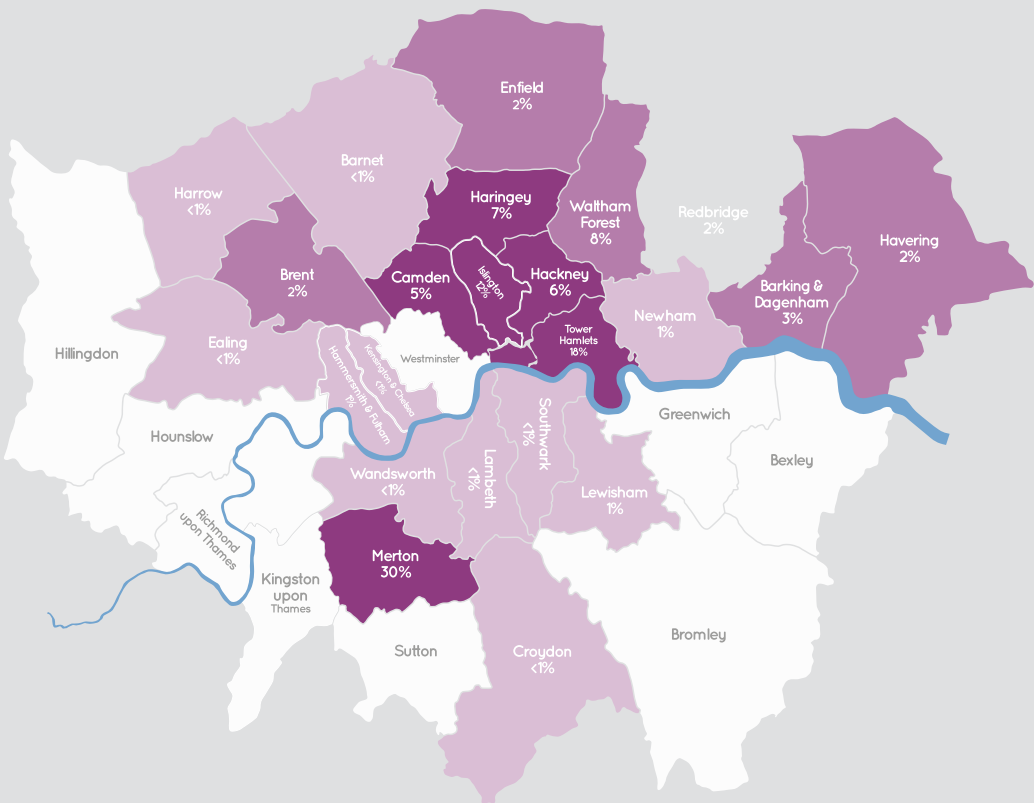 Enfield
2%
Barnet
<1%
Harrow
<1%
Haringey
7%
Waltham
Forest
8%
Redbridge
2%
Havering
2%
Brent
2%
Camden
5%
Islington
12%
Hackney
6%
Barking &
Dagenham
3%
Newham
1%
Tower
Hamlets
18%
Ealing
<1%
Hillingdon
Westminster
Kensington & Chelsea
<1%
Hammersmith & Fulham
1%
Hounslow
Greenwich
Southwark
<1%
Bexley
Lambeth
<1%
Wandsworth
<1%
Lewisham
1%
Richmond
upon Thames
Merton
30%
Kingston
upon
Thames
Sutton
Croydon
<1%
Bromley